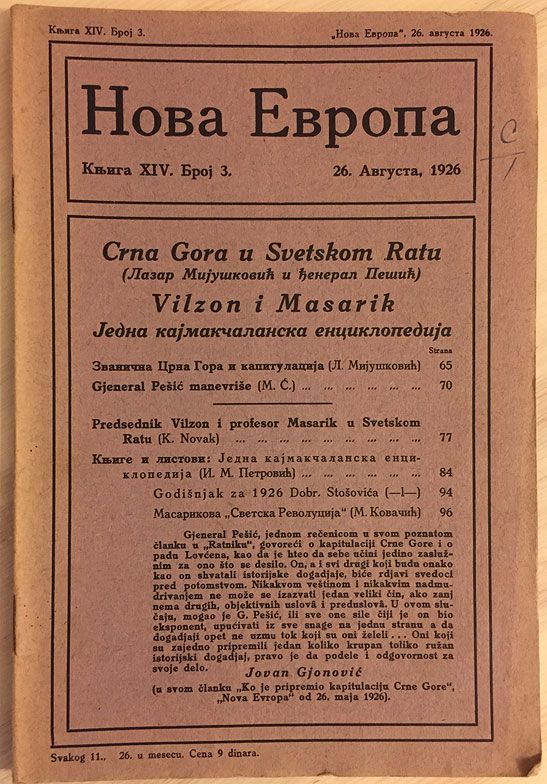 Књига XIV. Број 3. „Нова Европа“, 26. августа 1926.
Нова Европа
Књига XIV. Број 3. 26. Августа, 1926
Crna Gora u Svetskom Ratu
(Лазар Мијушковић и ђенерал Пешић)
Vilzon i Masarik
Једна кајмакчаланска енциклопедија
Strana
Званична Црна Гора и капитулација (Л. Мијушковић) 65
Gjeneral Pešić manevriše (M. Ć.) ... ... ... ... ... ... 70
Predsednik Vilzon i profesor Masarik u Svetskom
Ratu (K. Novak) ... ... ... ... ... ... ... ... 77
Књиге и листови: Једна кајмакчаланска енци-
клопедија (И. М. Петровић) ... ... ... ... ... ... 84
Godišnjak za 1926 Dobr. Stošovića (—l—) 94
Масарикова „Светска Револуција“ (М. Ковачић) 96
Gjeneral Pešić, jednom rečenicom u svom poznatom
članku u „Ratniku“, govoreći o kapitulaciji Crne Gore i o
padu Lovćena, kao da je hteo da sebe učini jedino zasluž-
nim za ono što se desilo. On, a i svi drugi koji budu onako
kao on shvatali istorijske dogadjaje, biće rdjavi svedoci
pred potomstvom. Nikakvom veštinom i nikakvim nadmu-
drivanjem ne može se izazvati jedan veliki čin, ako zanj
nema drugih, objektivnih uslovâ i preduslovâ. U ovom slu-
čaju, mogao je G. Pešić, ili sve one sile čiji je on bio
eksponent, upućivati iz sve snage na jednu stranu a da
dogadjaji opet ne uzmu tok koji su oni želeli . . . Oni koji
su zajedno pripremili jedan koliko krupan toliko ružan
istorijski dogadjaj, pravo je da podele i odgovornost za
svoje delo.
Jovan Gjonović
(u svom članku „Ko je pripremio kapitulaciju Crne Gore“,
„Nova Evropa“ od 26. maja 1926).
Svakog 11., 26. u mesecu. Cena 9 dinara.